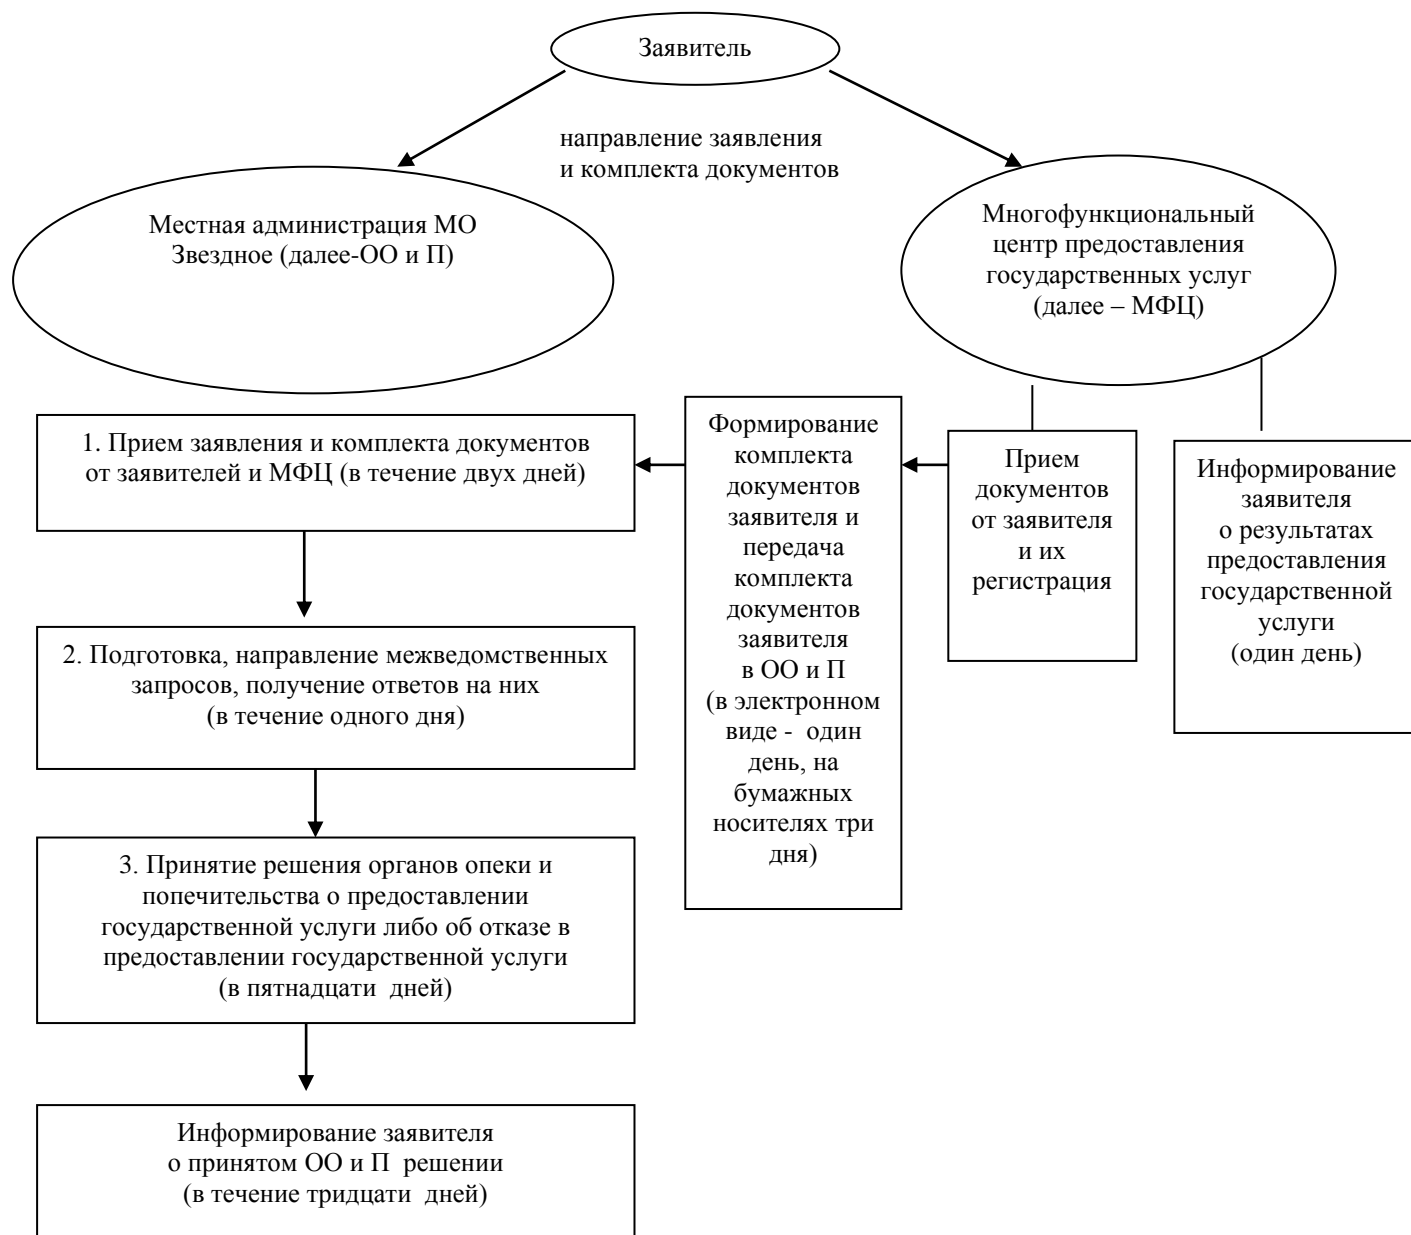 Заявитель
направление заявления
и комплекта документов
Местная администрация МО
Звездное (далее-ОО и П)
Многофункциональный
центр предоставления
государственных услуг
(далее – МФЦ)
1. Прием заявления и комплекта документов
от заявителей и МФЦ (в течение двух дней)
Формирование
комплекта
документов
заявителя и
передача
комплекта
документов
заявителя
в ОО и П
(в электронном
виде - один
день, на
бумажных
носителях три
дня)
Прием
документов
от заявителя
и их
регистрация
Информирование
заявителя
о результатах
предоставления
государственной
услуги
(один день)
2. Подготовка, направление межведомственных
запросов, получение ответов на них
(в течение одного дня)
3. Принятие решения органов опеки и
попечительства о предоставлении
государственной услуги либо об отказе в
предоставлении государственной услуги
(в пятнадцати дней)
Информирование заявителя
о принятом ОО и П решении
(в течение тридцати дней)